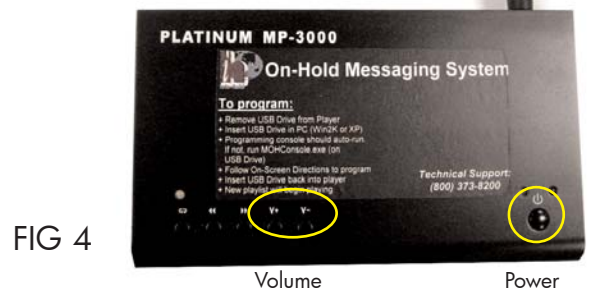 PLATINUM MP-3000
On-Hold Messaging System
To program:
+ Remove USB Drive from Player
+ Insert USB Drive in PC (Win2K or XP)
+ Programming console should auto-run.
If not, run MOHConsole.exe (on
USB Drive)
+ Follow On-Screen Directions to program
+ Insert USB Drive back into player
+ New playlist will begin playing
Technical Support:
(800) 373-8200
V+ V-
FIG 4
Volume Power